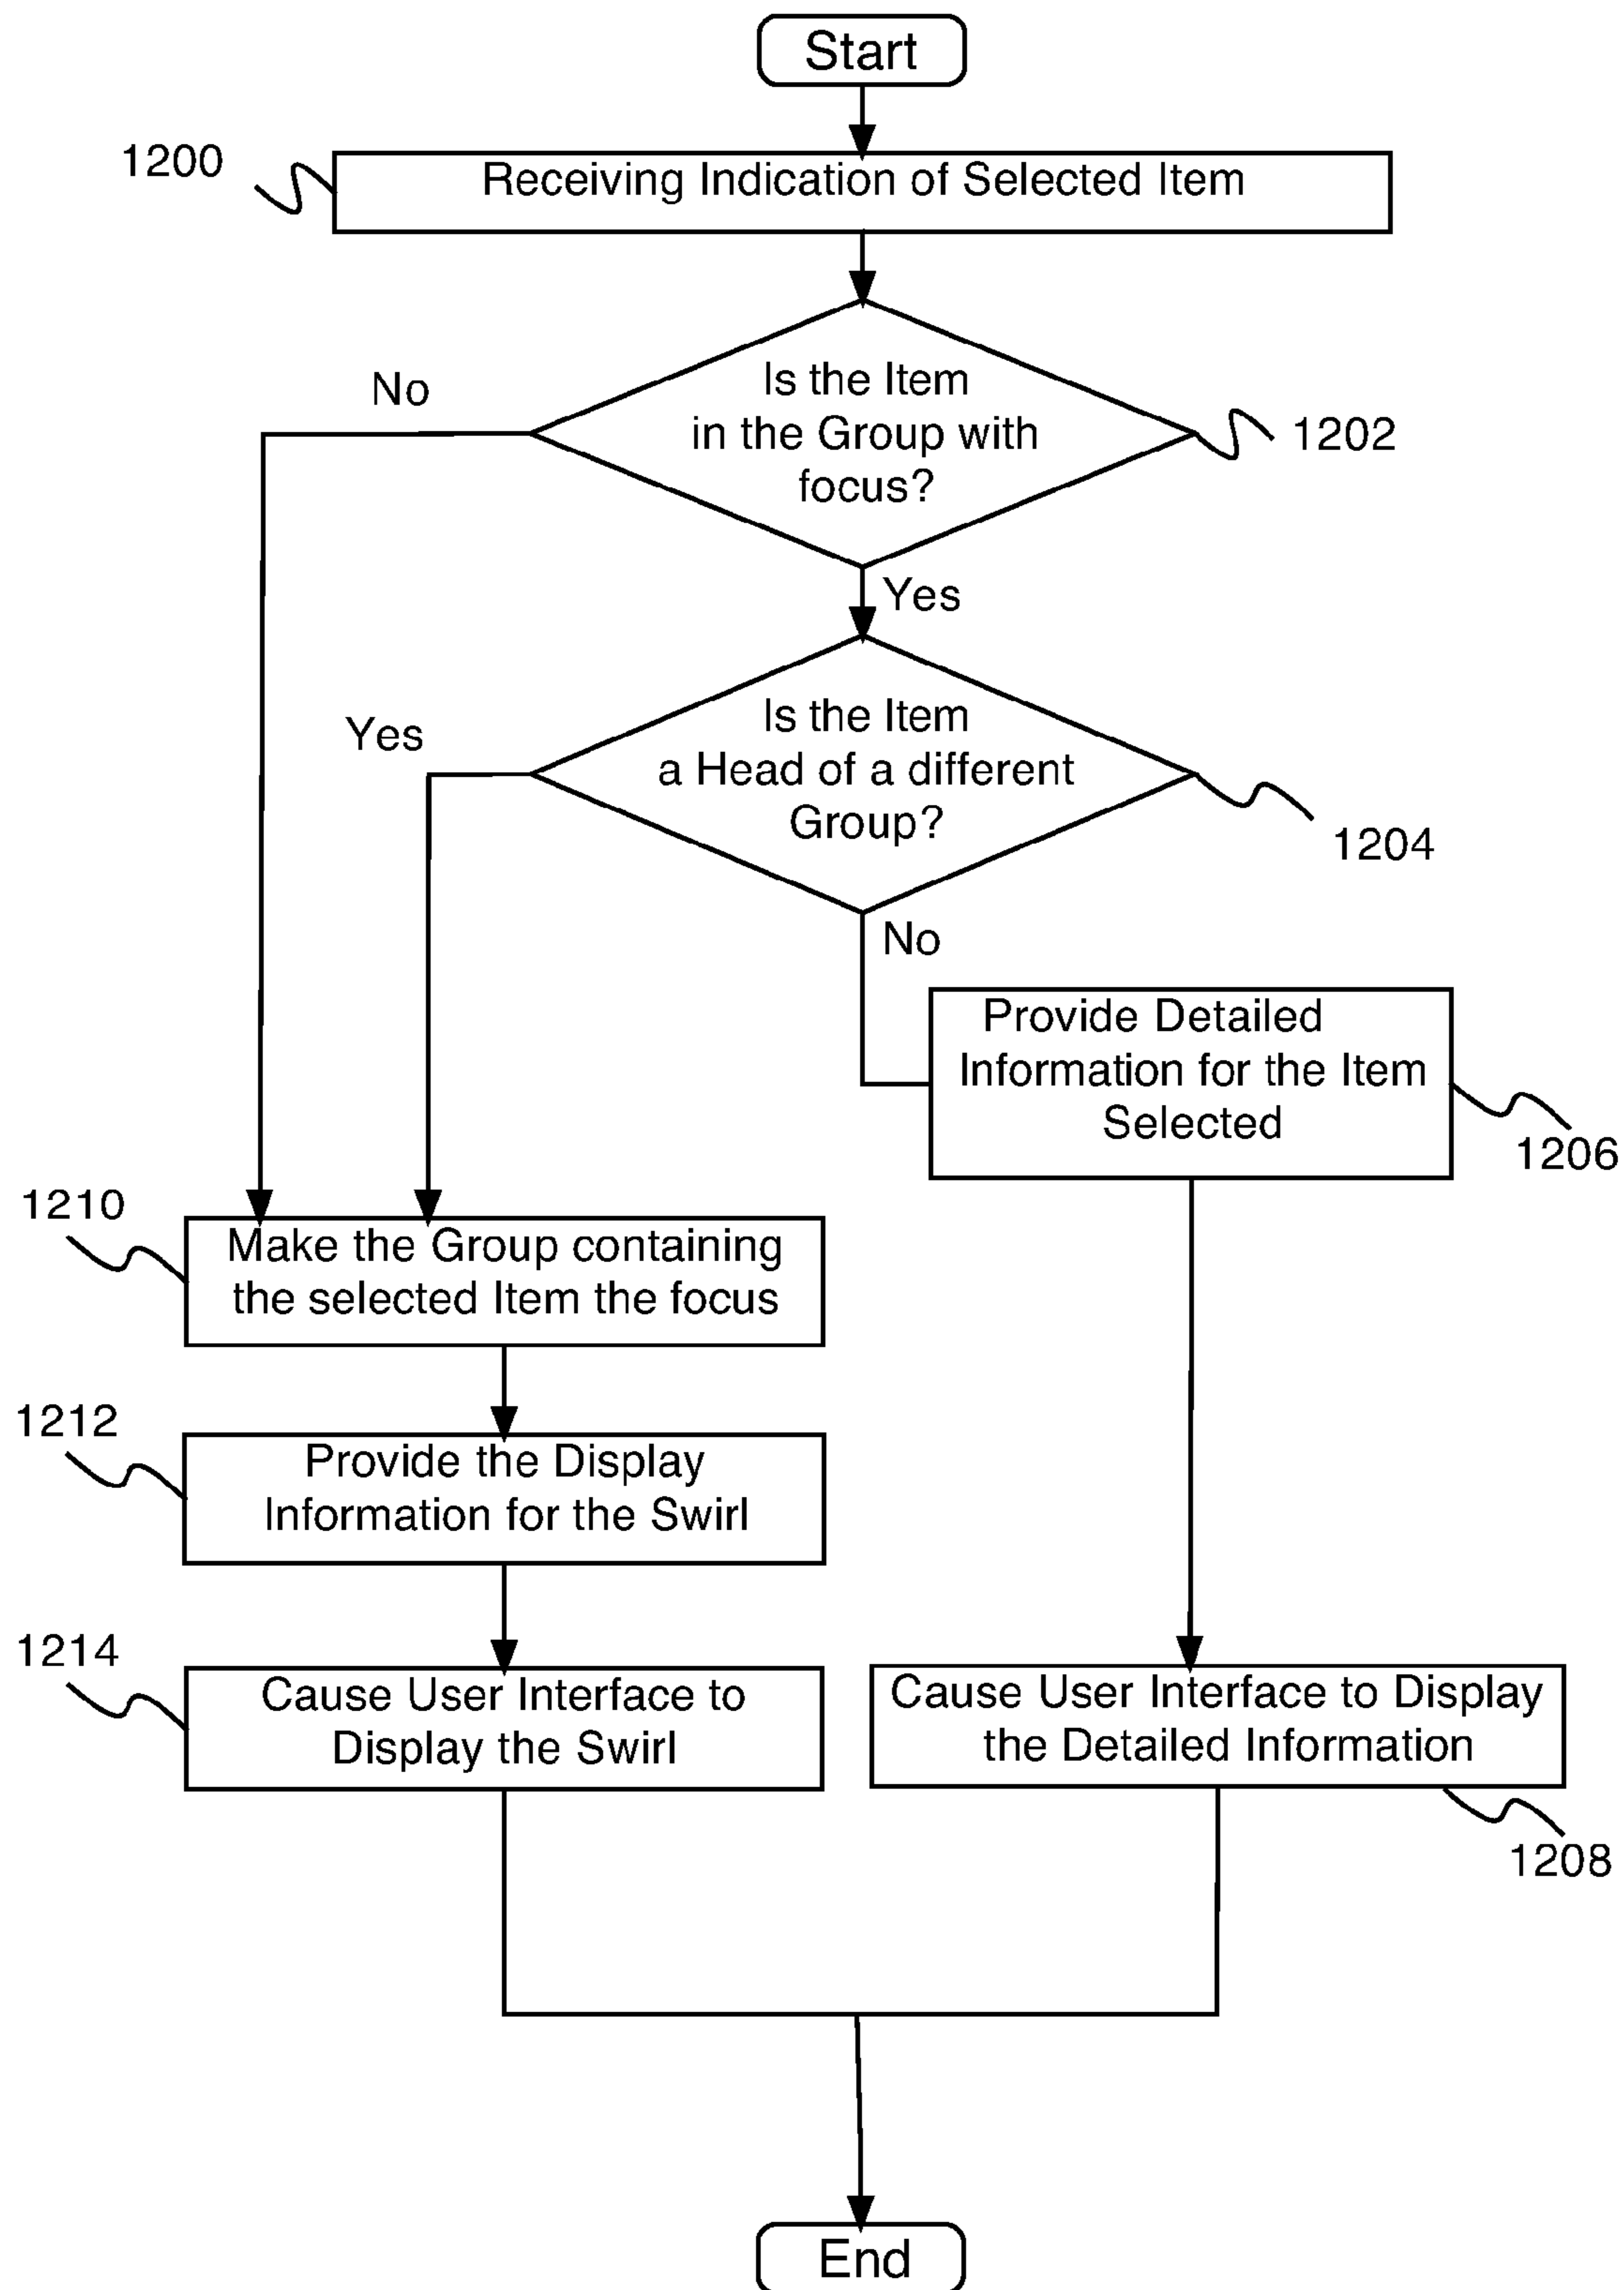 Start
1200
Receiving Indication of Selected Item
No
Is the Item
in the Group with
focus?
1202
Yes
Is the Item
a Head of a different
Group?
Yes
1204
No
Provide Detailed
Information for the Item
Selected
1206
1210
Make the Group containing
the selected Item the focus
1212
Provide the Display
Information for the Swirl
1214
Cause User Interface to
Display the Swirl
Cause User Interface to Display
the Detailed Information
1208
End